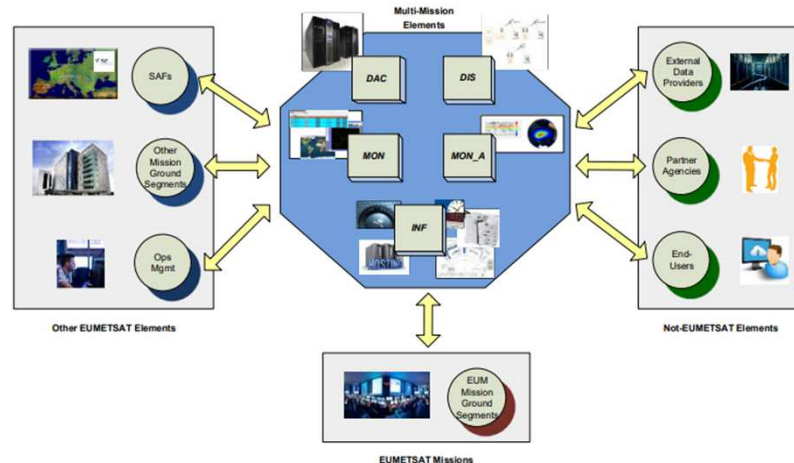 Multi-Mission
Elements
SAFs
Other
Mission
Ground
Segments
Ops
Mgmt
Other EUMETSAT Elements
DAC
DIS
MON
MON_A
INF
HOSTING
External
Data
Providers
Partner
Agencies
End-
Users
Not-EUMETSAT Elements
EUM
Mission
Ground
Segments
EUMETSAT Missions